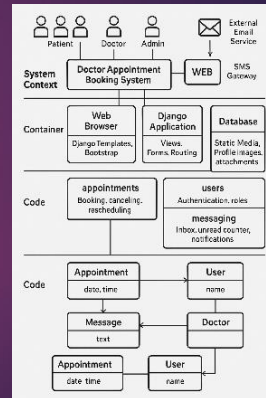 Patient
Doctor
Admin
External
Email
Service
System
Context
Doctor Appointment
Booking System
WEB
SMS
Gateway
Container
Web
Browser
Django Templates,
Bootstrap
Django
Application
Views,
Forms, Routing
Database
Static Media,
Profile images,
attachments
Code
appointments
Booking, canceling,
rescheduling
users
Authentication, roles
messaging
Inbox, unread counter,
notifications
Code
Appointment
date, time
User
name
Message
text
Doctor
Appointment
date time
User
name